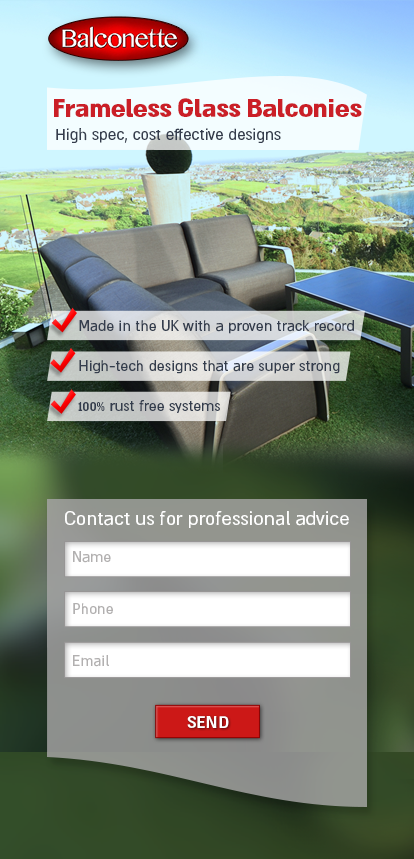 Balconette
Frameless Glass Balconies
High spec, cost effective designs
Made in the UK with a proven track record
High-tech designs that are super strong
100% rust free systems
Contact us for professional advice
Name
Phone
Email
SEND